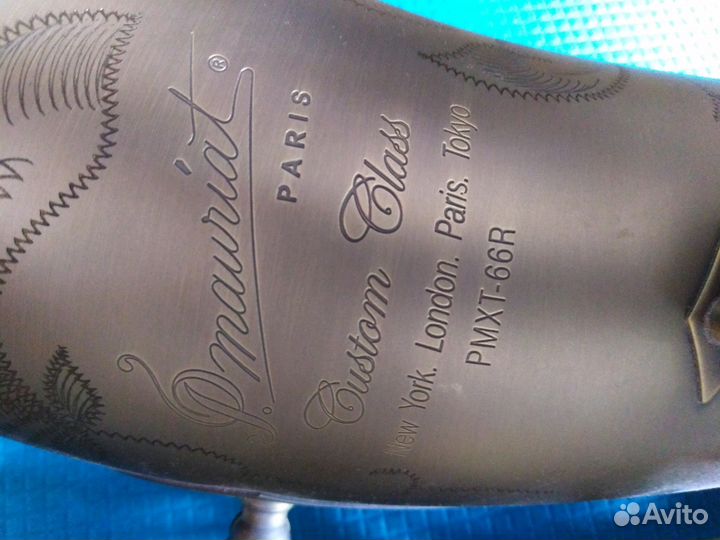 P. mauriat®
PARIS
Custom Class
New York. London. Paris. Tokyo
PMXT-66R
Avito